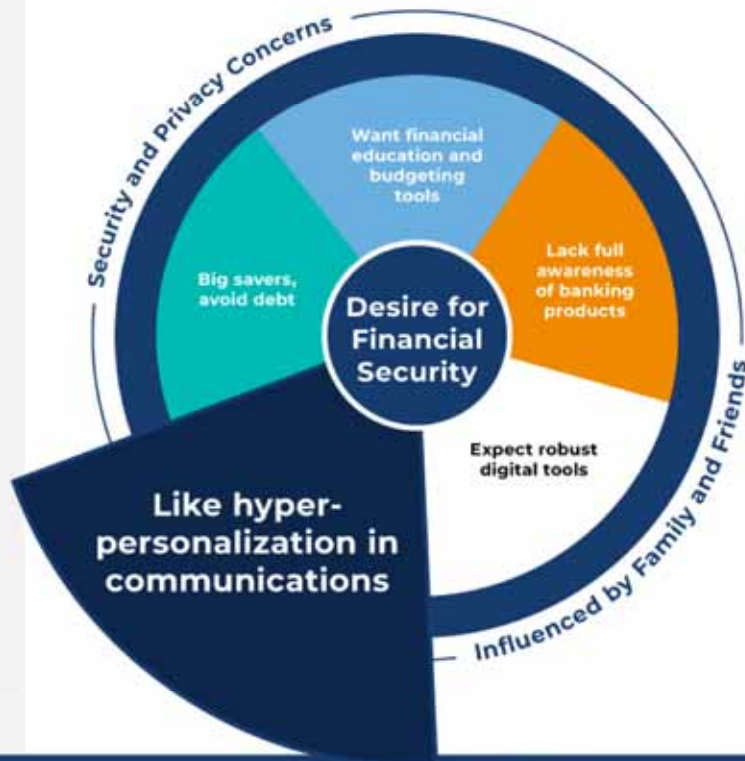 Security and Privacy Concerns
Want financial
education and
budgeting
tools
Big savers,
avoid debt
Lack full
awareness
of banking
products
Desire for
Financial
Security
Expect robust
digital tools
Like hyper-
personalization in
communications
Influenced by Family and Friends